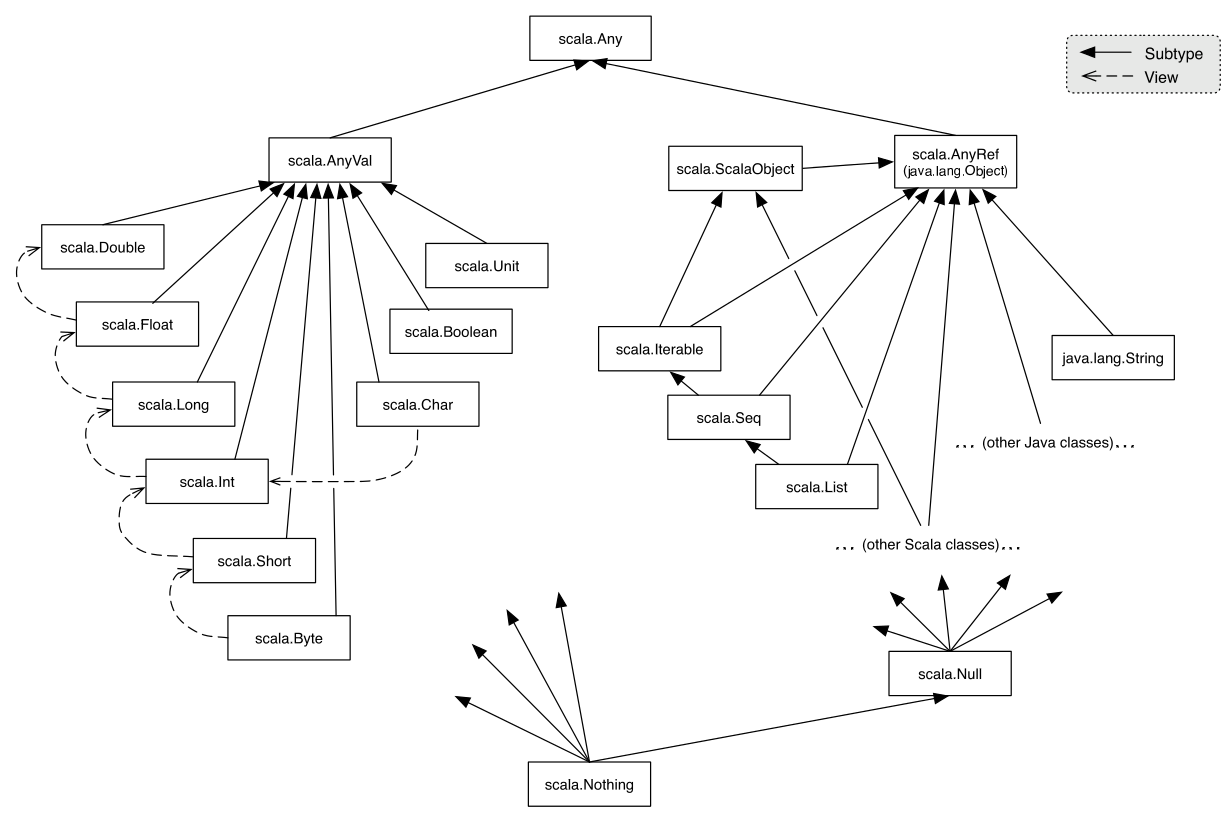 scala.Any
Subtype
View
scala.AnyVal
scala.ScalaObject
scala.AnyRef
(java.lang.Object)
scala.Double
scala.Unit
scala.Float
scala.Boolean
scala.Iterable
java.lang.String
scala.Long
scala.Char
scala.Seq
... (other Java classes)...
scala.Int
scala.List
... (other Scala classes)...
scala.Short
scala.Byte
scala.Null
scala.Nothing